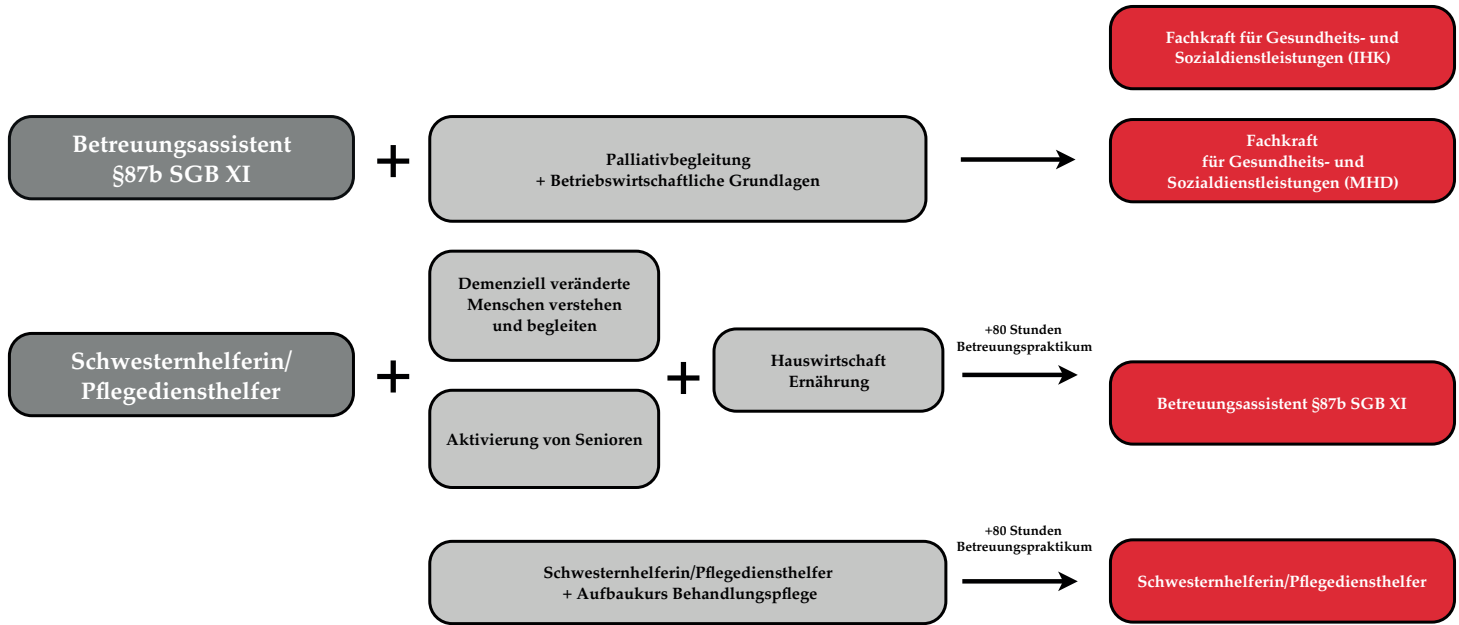 Fachkraft für Gesundheits- und
Sozialdienstleistungen (IHK)
Betreuungsassistent
§87b SGB XI
+
Palliativbegleitung
+ Betriebswirtschaftliche Grundlagen
Fachkraft
für Gesundheits- und
Sozialdienstleistungen (MHD)
Schwesternhelferin/
Pflegediensthelfer
+
Demenziell veränderte
Menschen verstehen
und begleiten
Aktivierung von Senioren
+
Hauswirtschaft
Ernährung
+80 Stunden
Betreuungspraktikum
Betreuungsassistent §87b SGB XI
Schwesternhelferin/Pflegediensthelfer
+ Aufbaukurs Behandlungspflege
+80 Stunden
Betreuungspraktikum
Schwesternhelferin/Pflegediensthelfer